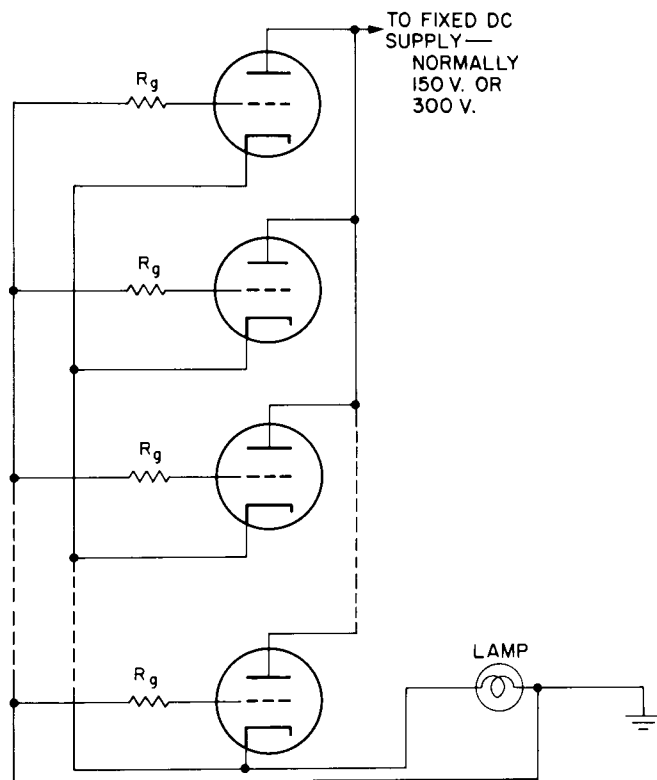 TO FIXED DC
SUPPLY—
NORMALLY
150 V. OR
300 V.
Rg
Rg
Rg
Rg
LAMP